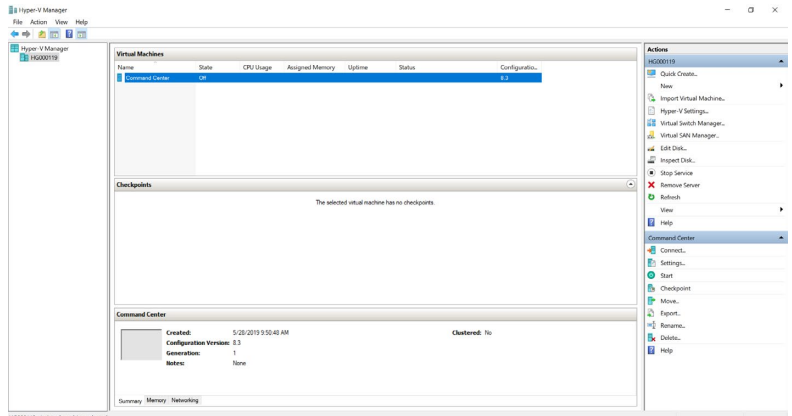 Hyper-V Manager
File Action View Help
Hyper-V Manager
HG000119
Virtual Machines
Name State CPU Usage Assigned Memory Uptime Status Configuratio...
Command Center Off 8.3
Checkpoints
The selected virtual machine has no checkpoints.
Command Center
Created: 5/28/2019 9:50:48 AM Clustered: No
Configuration Version: 8.3
Generation: 1
Notes: None
Summary Memory Networking
Actions
HG000119
Quick Create...
New
Import Virtual Machine...
Hyper-V Settings...
Virtual Switch Manager...
Virtual SAN Manager...
Edit Disk...
Inspect Disk...
Stop Service
Remove Server
Refresh
View
Help
Command Center
Connect...
Settings...
Start
Checkpoint
Move...
Export...
Rename...
Delete...
Help